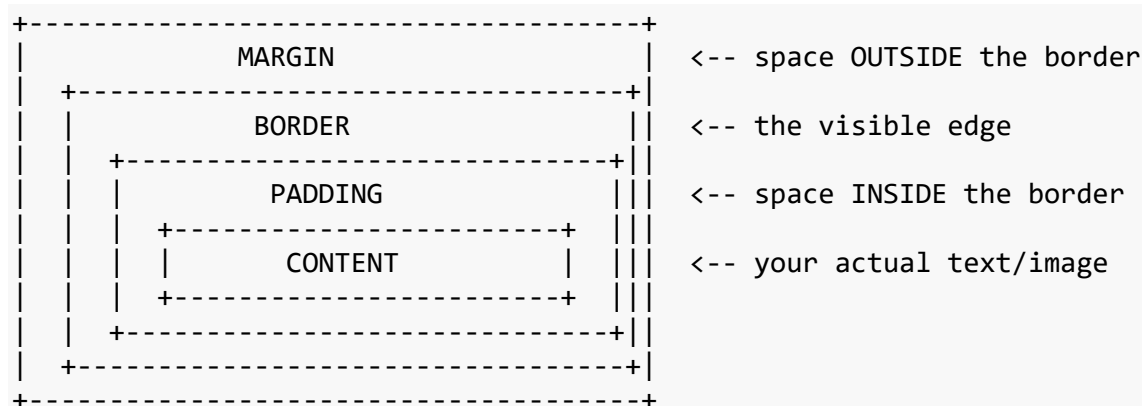 +--------------------------------------+
|             MARGIN                   |  <-- space OUTSIDE the border
|  +----------------------------------+|
|  |           BORDER                 ||  <-- the visible edge
|  |  +------------------------------+||
|  |  |         PADDING              |||  <-- space INSIDE the border
|  |  |  +------------------------+  |||
|  |  |  |       CONTENT          |  |||  <-- your actual text/image
|  |  |  +------------------------+  |||
|  |  +------------------------------+||
|  +----------------------------------+|
+--------------------------------------+